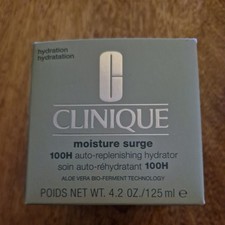 hydration
hydratation
C
CLINIQUE
moisture surge
100H auto-replenishing hydrator
soin auto-réhydratant 100H
ALOE VERA BIO-FERMENT TECHNOLOGY
POIDS NET WT. 4.2 OZ./125 ml ℮